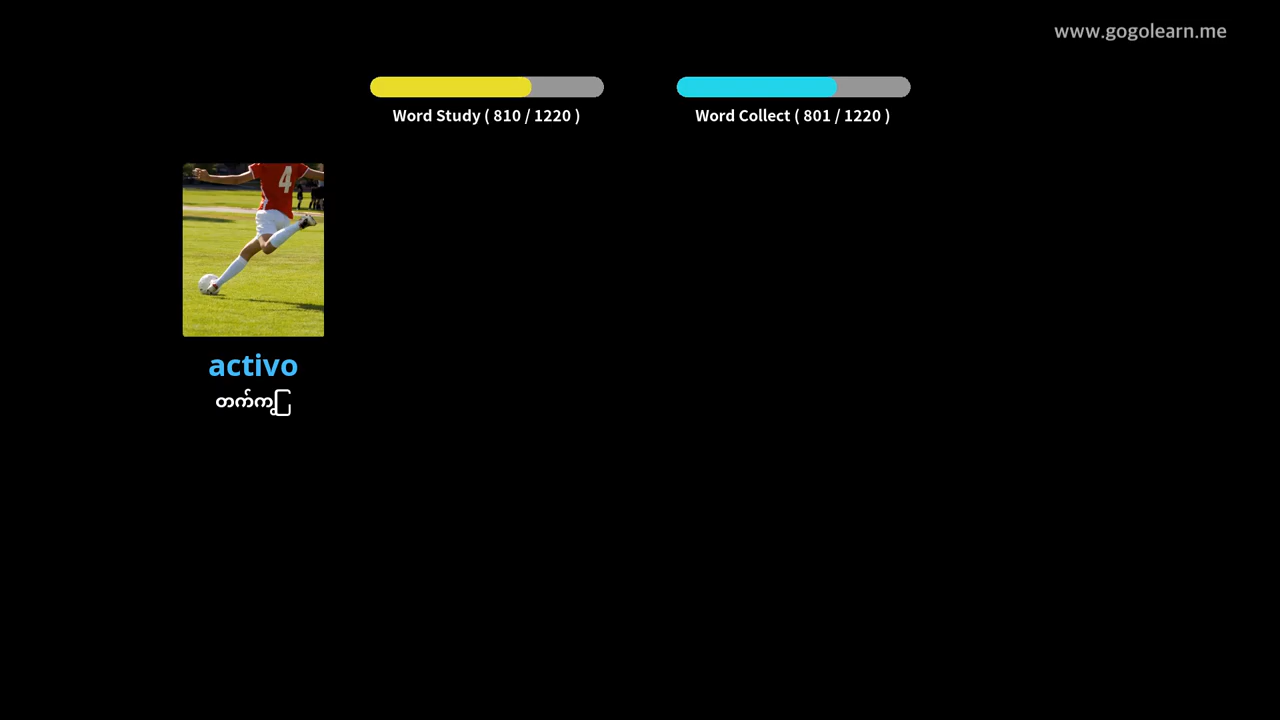 www.gogolearn.me
Word Study ( 810 / 1220 )
Word Collect ( 801 / 1220 )
4
activo
တက်ကွြ